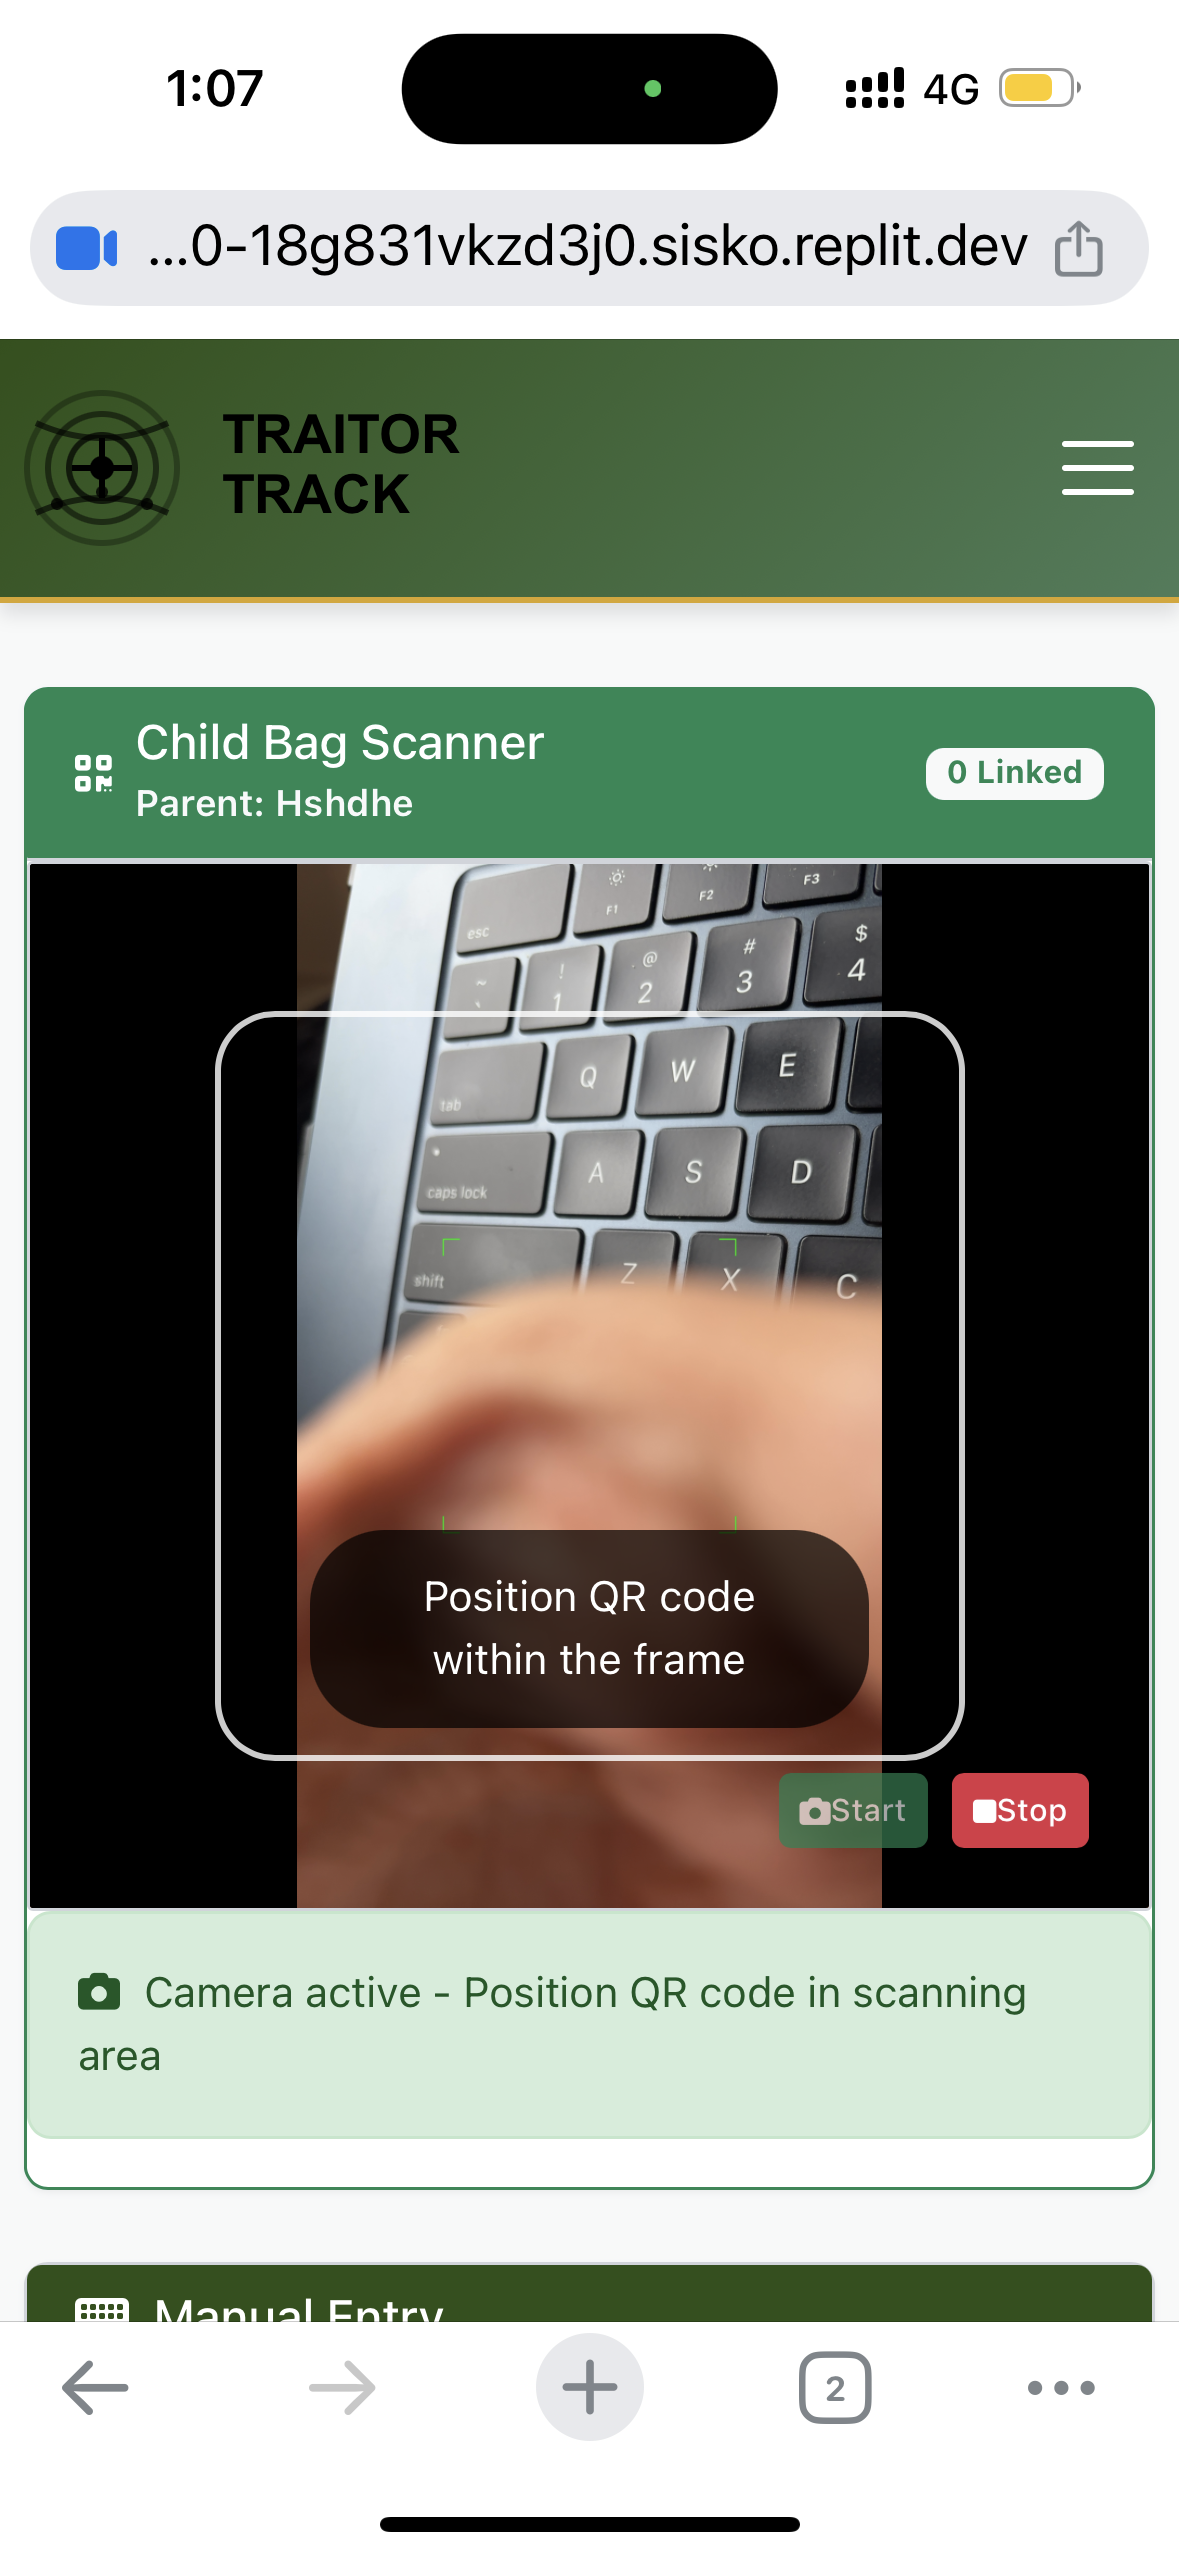 1:07
4G
...0-18g831vkzd3j0.sisko.replit.dev
TRAITOR
TRACK
Child Bag Scanner
Parent: Hshdhe
0 Linked
esc
F1
F2
F3
~ ! @ # $
` 1 2 3 4
tab Q W E
caps lock A S D
shift Z X C
Position QR code
within the frame
Start
Stop
Camera active - Position QR code in scanning
area
Manual Entry
2